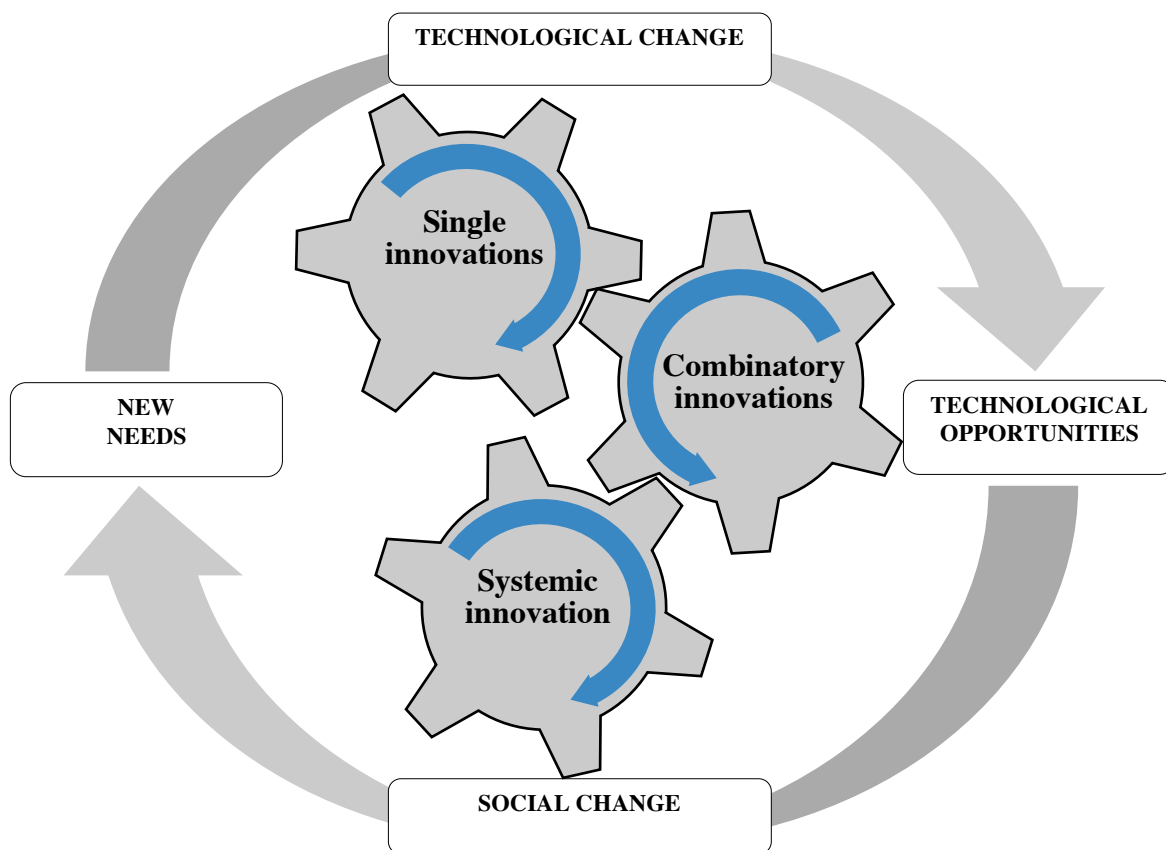 TECHNOLOGICAL CHANGE
Single
innovations
Combinatory
innovations
NEW
NEEDS
TECHNOLOGICAL
OPPORTUNITIES
Systemic
innovation
SOCIAL CHANGE